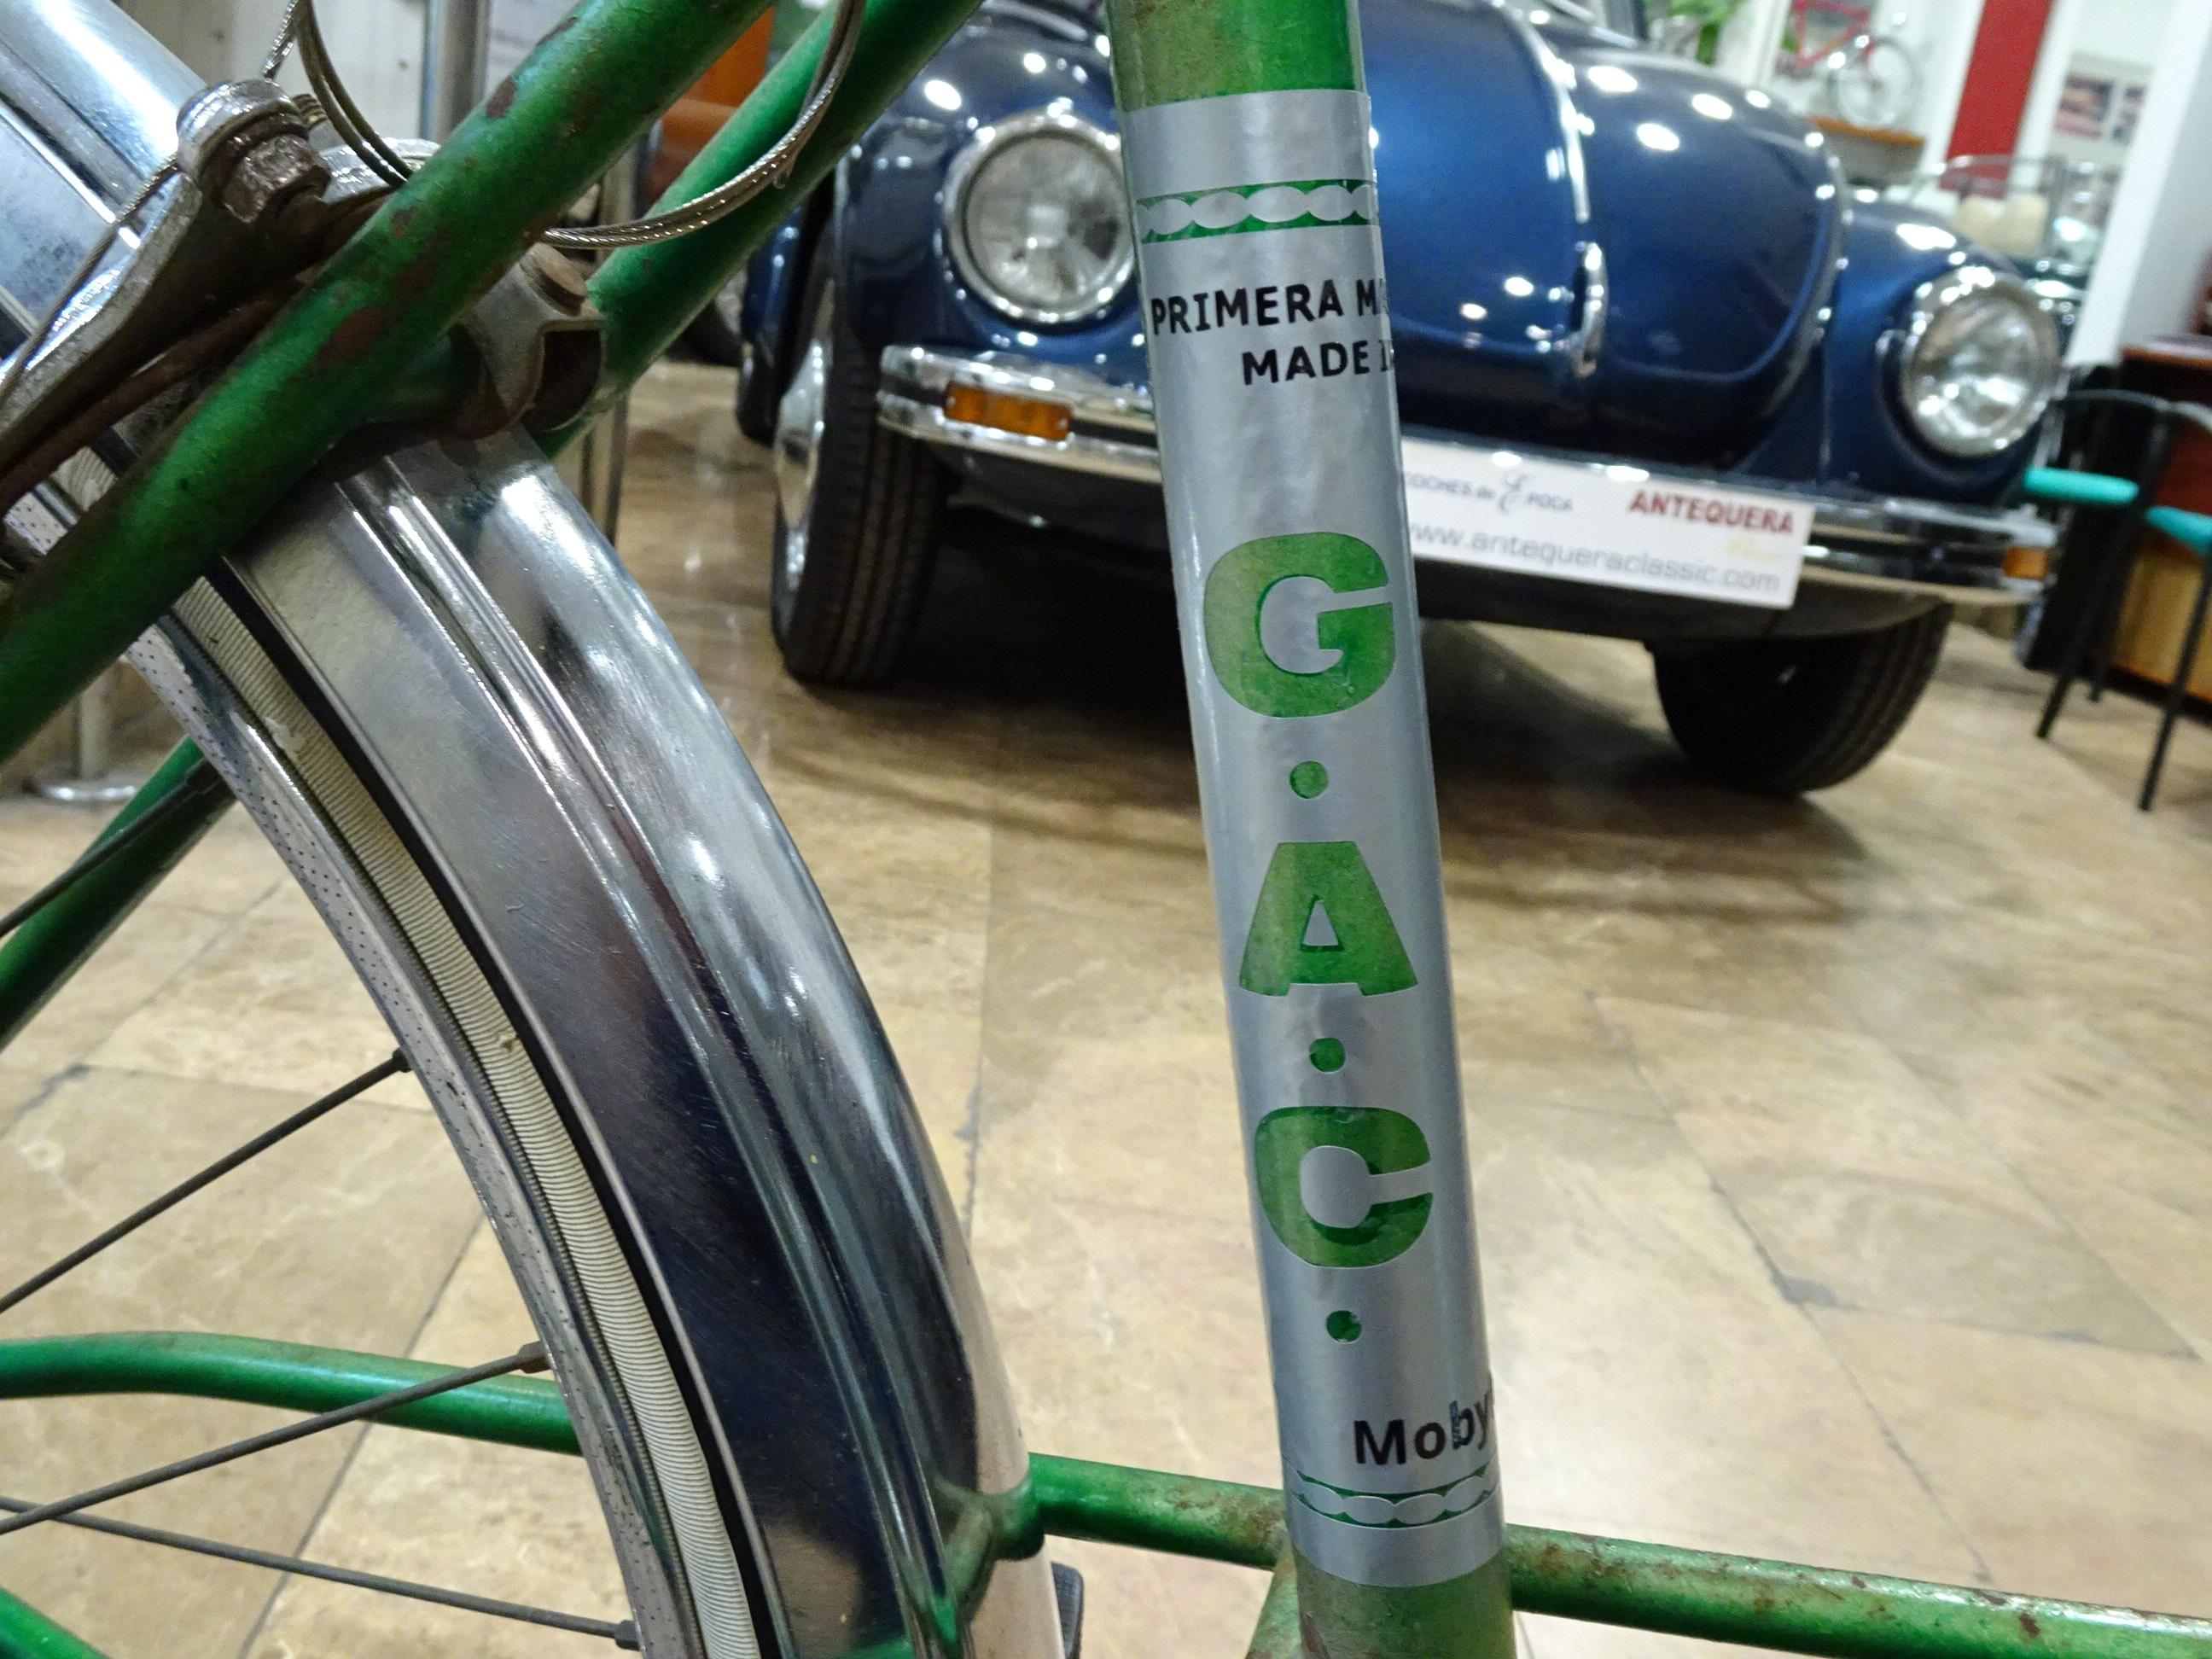 PRIMERA
MADE
G·A·C·
Moby
COCHES de Época
ANTEQUERA
www.antequeraclassic.com